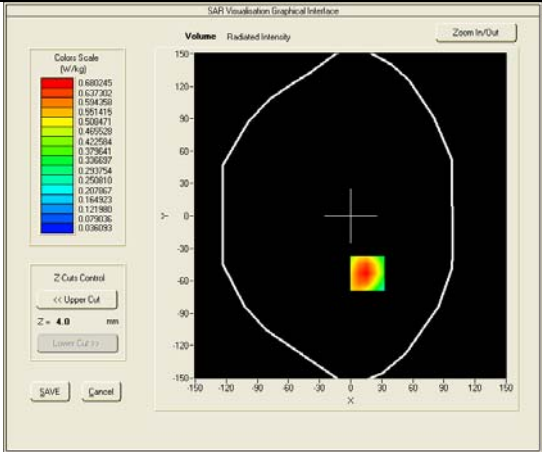 SAR Visualisation Graphical Interface
Volume Radiated Intensity
Zoom In/Out
Colors Scale
(W/kg)
0.680245
0.637302
0.594358
0.551415
0.508471
0.465528
0.422584
0.379641
0.336697
0.293754
0.250810
0.207867
0.164923
0.121980
0.079036
0.036093
150
120
90
60
30
0
-30
-60
-90
-120
-150
Y
-150 -120 -90 -60 -30 0 30 60 90 120 150
X
Z-Cuts Control
<< Upper Cut
Z = 4.0 mm
Lower Cut >>
SAVE Cancel